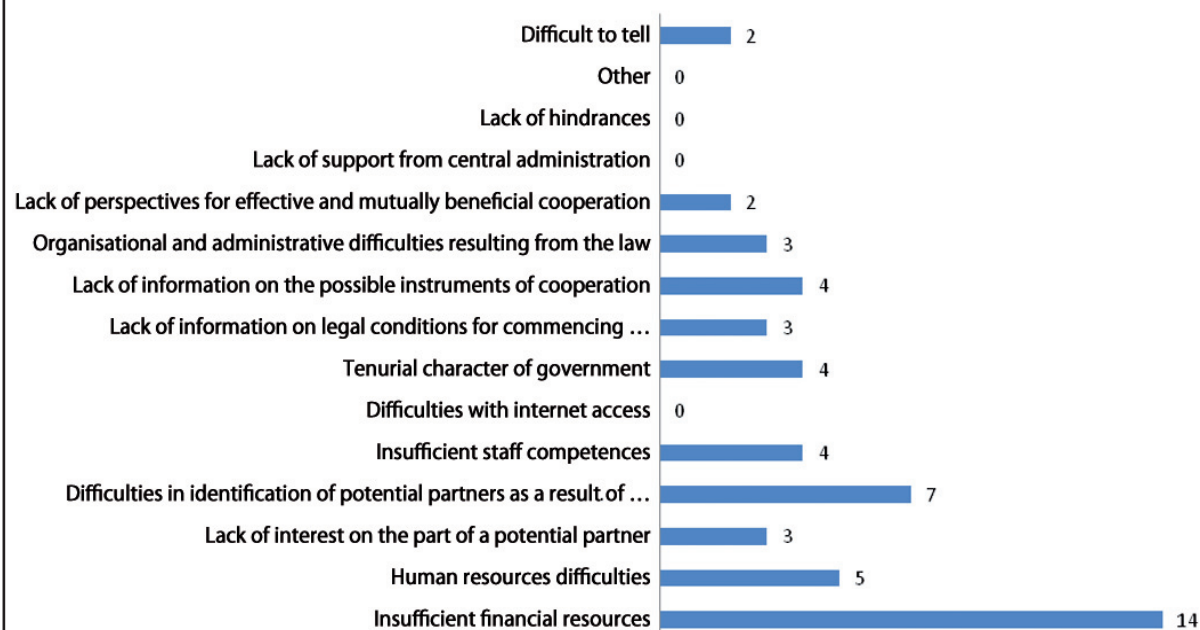 Difficult to tell 2
Other 0
Lack of hindrances 0
Lack of support from central administration 0
Lack of perspectives for effective and mutually beneficial cooperation 2
Organisational and administrative difficulties resulting from the law 3
Lack of information on the possible instruments of cooperation 4
Lack of information on legal conditions for commencing … 3
Tenurial character of government 4
Difficulties with internet access 0
Insufficient staff competences 4
Difficulties in identification of potential partners as a result of … 7
Lack of interest on the part of a potential partner 3
Human resources difficulties 5
Insufficient financial resources 14